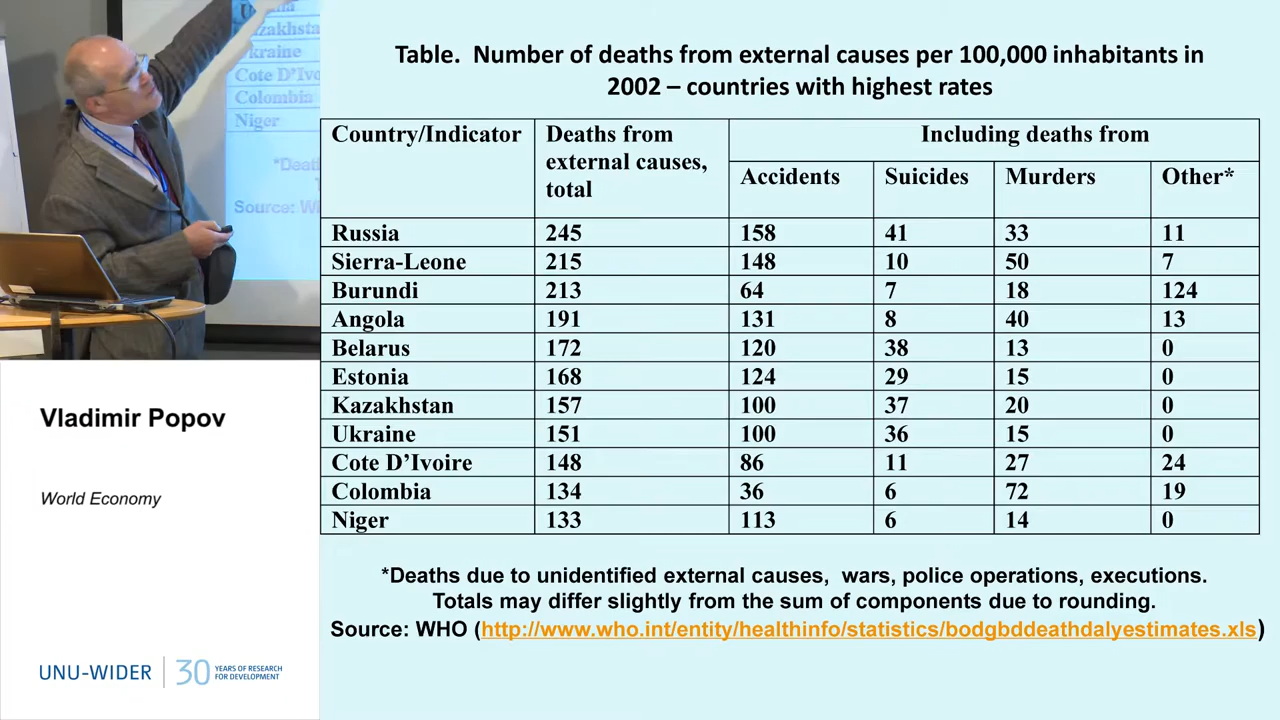 Ukraine
Cote D'Ivo
Colombia
Niger
*Deat
Source: W
Table. Number of deaths from external causes per 100,000 inhabitants in
2002 – countries with highest rates
Country/Indicator Deaths from external causes, total Including deaths from
Accidents Suicides Murders Other*
Russia 245 158 41 33 11
Sierra-Leone 215 148 10 50 7
Burundi 213 64 7 18 124
Angola 191 131 8 40 13
Belarus 172 120 38 13 0
Estonia 168 124 29 15 0
Kazakhstan 157 100 37 20 0
Ukraine 151 100 36 15 0
Cote D'Ivoire 148 86 11 27 24
Colombia 134 36 6 72 19
Niger 133 113 6 14 0
*Deaths due to unidentified external causes, wars, police operations, executions.
Totals may differ slightly from the sum of components due to rounding.
Source: WHO (http://www.who.int/entity/healthinfo/statistics/bodgbddeathdalyestimates.xls)
Vladimir Popov
World Economy
UNU-WIDER 30 YEARS OF RESEARCH
FOR DEVELOPMENT